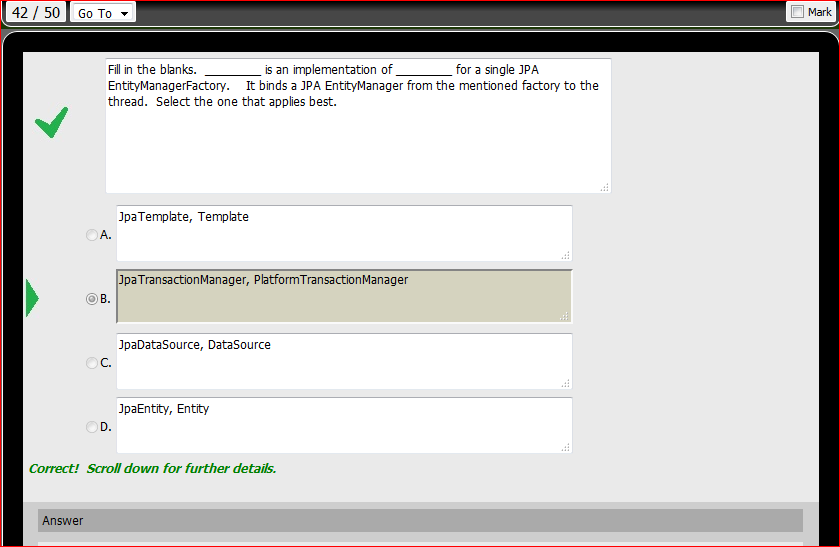 42 / 50 Go To Mark
Fill in the blanks. _________ is an implementation of _________ for a single JPA
EntityManagerFactory. It binds a JPA EntityManager from the mentioned factory to the
thread. Select the one that applies best.
A. JpaTemplate, Template
B. JpaTransactionManager, PlatformTransactionManager
C. JpaDataSource, DataSource
D. JpaEntity, Entity
Correct! Scroll down for further details.
Answer